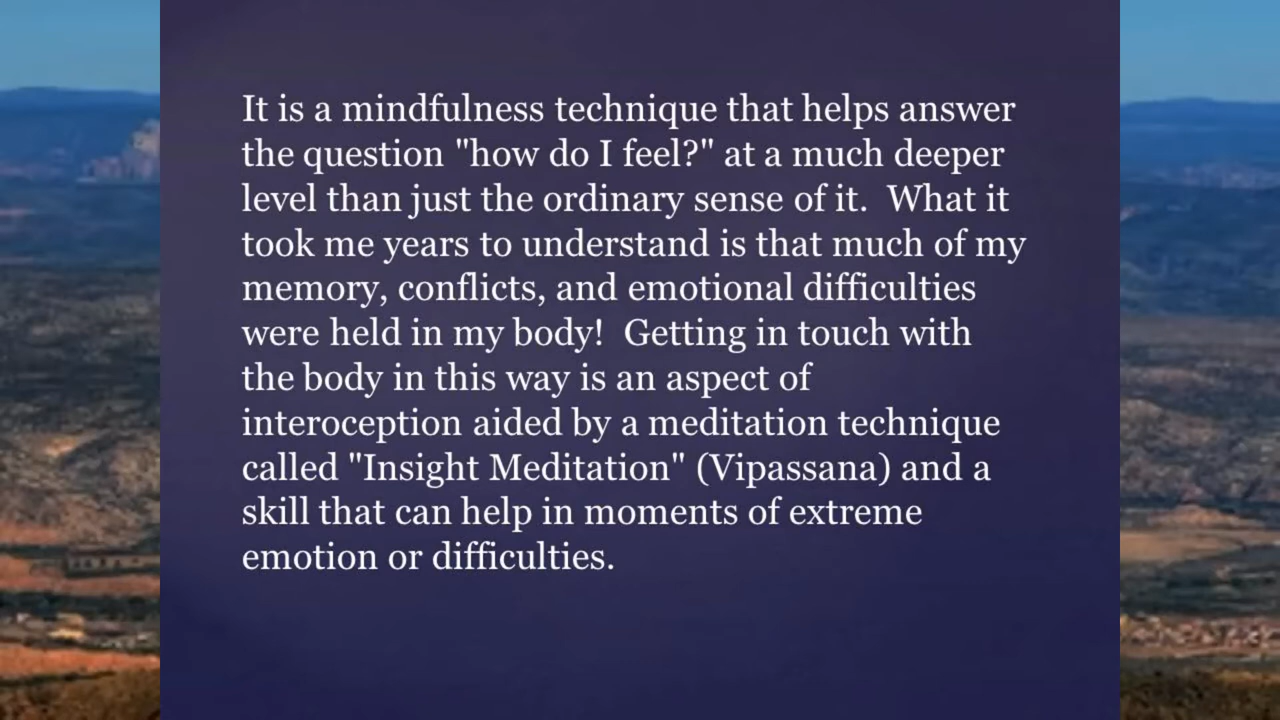 It is a mindfulness technique that helps answer
the question "how do I feel?" at a much deeper
level than just the ordinary sense of it.  What it
took me years to understand is that much of my
memory, conflicts, and emotional difficulties
were held in my body!  Getting in touch with
the body in this way is an aspect of
interoception aided by a meditation technique
called "Insight Meditation" (Vipassana) and a
skill that can help in moments of extreme
emotion or difficulties.